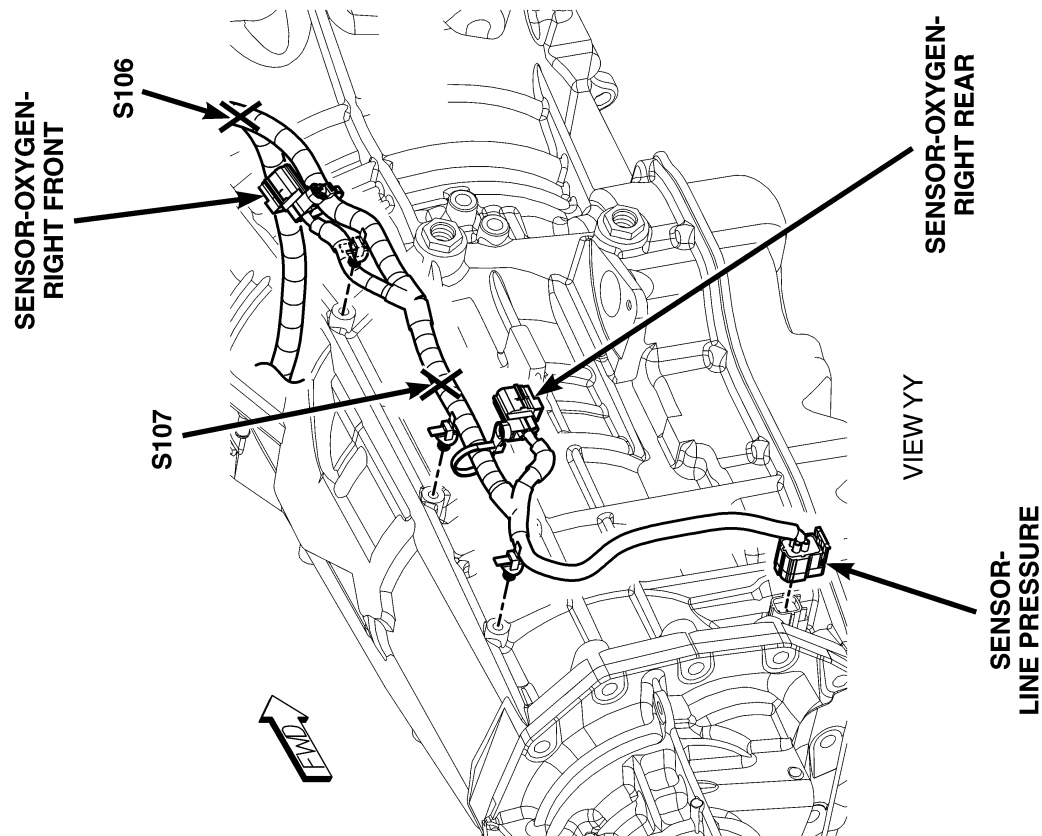 S106
SENSOR-OXYGEN-
RIGHT FRONT
SENSOR-OXYGEN-
RIGHT REAR
S107
VIEW YY
SENSOR-
LINE PRESSURE
FWD